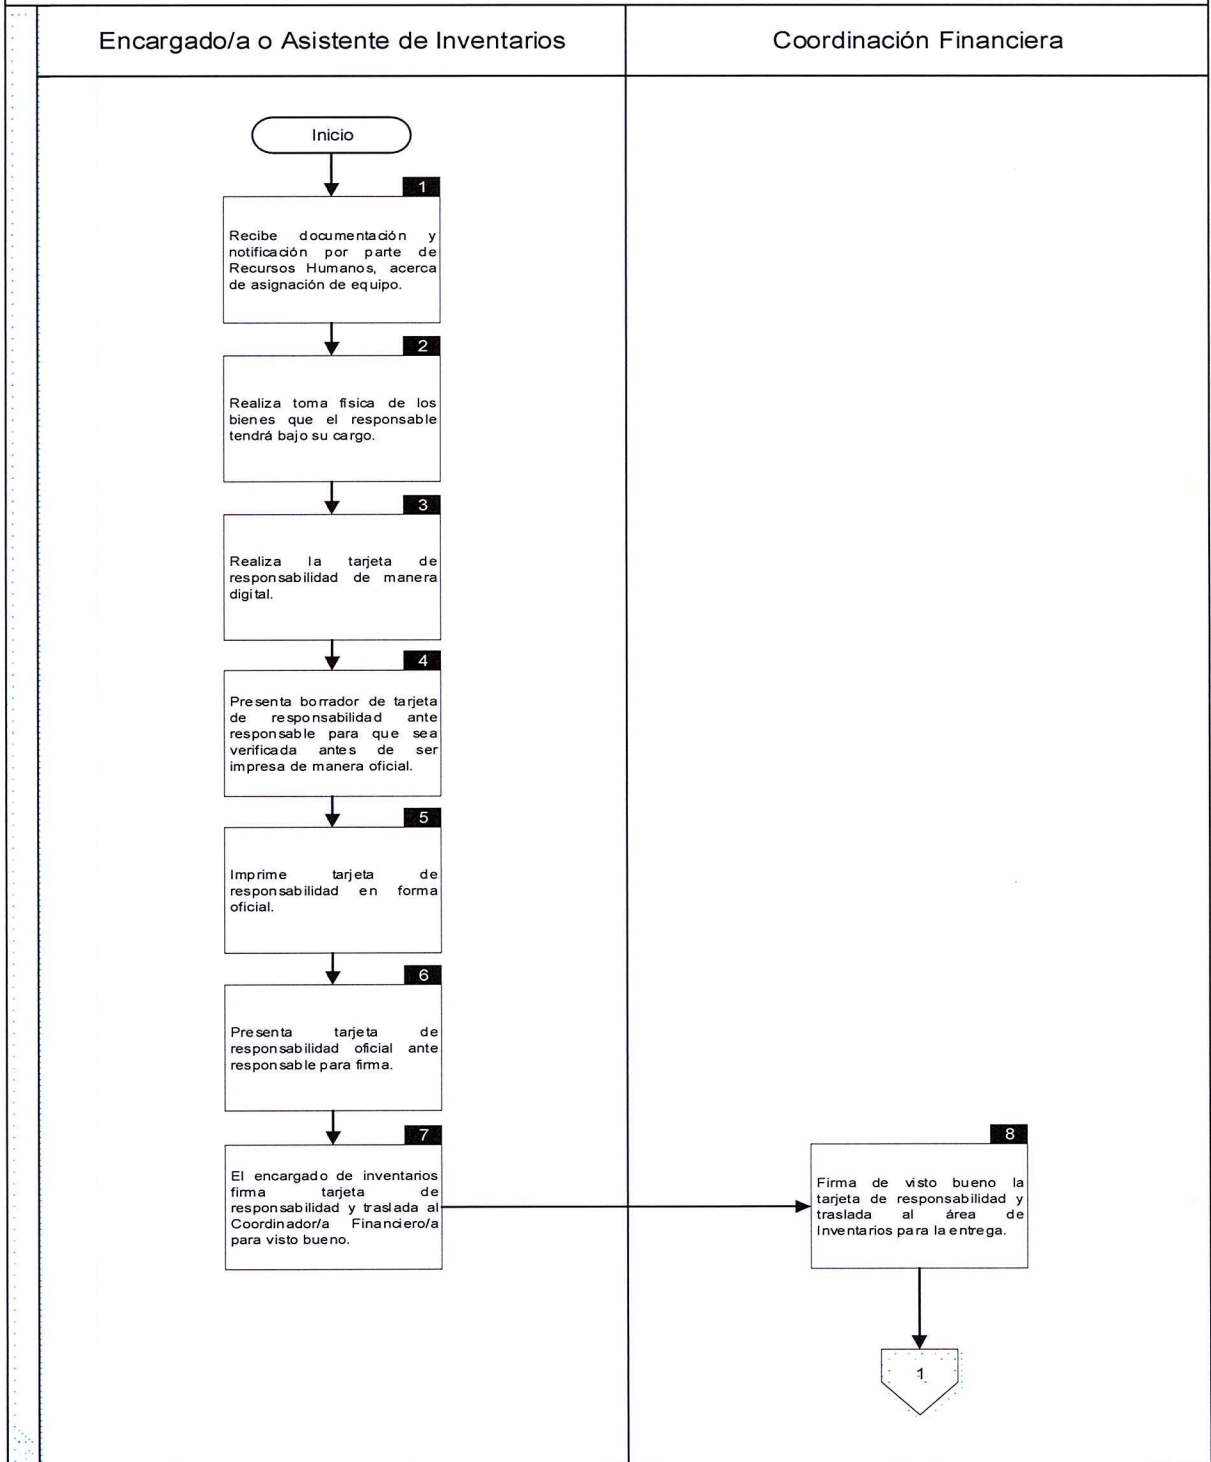 Encargado/a o Asistente de Inventarios
Coordinación Financiera
Inicio
1
Recibe documentación y
notificación por parte de
Recursos Humanos, acerca
de asignación de equipo.
2
Realiza toma física de los
bienes que el responsable
tendrá bajo su cargo.
3
Realiza la tarjeta de
responsabilidad de manera
digital.
4
Presenta borrador de tarjeta
de responsabilidad ante
responsable para que sea
verificada antes de ser
impresa de manera oficial.
5
Imprime tarjeta de
responsabilidad en forma
oficial.
6
Presenta tarjeta de
responsabilidad oficial ante
responsable para firma.
7
El encargado de inventarios
firma tarjeta de
responsabilidad y traslada al
Coordinador/a Financiero/a
para visto bueno.
8
Firma de visto bueno la
tarjeta de responsabilidad y
traslada al área de
Inventarios para la entrega.
1